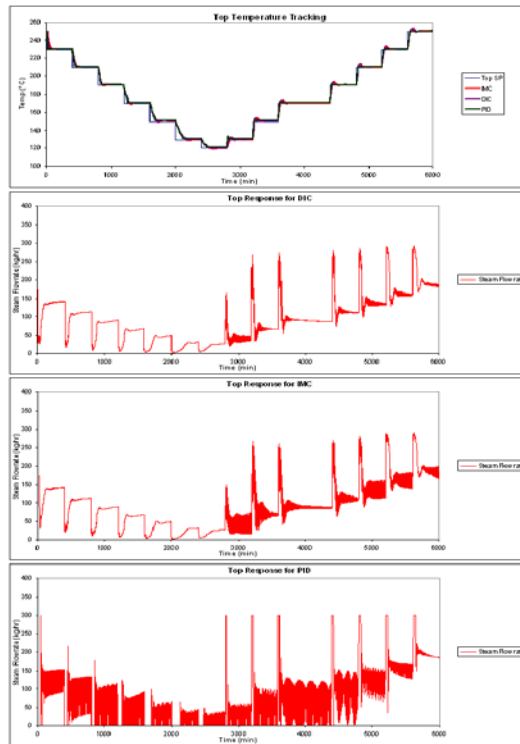 Top Temperature Tracking
260
240
220
200
180
160
140
120
100
Temp (°C)
0 1000 2000 3000 4000 5000 6000
Time (min)
Top SP
IMC
DIC
PID
Top Response for DIC
400
350
300
250
200
150
100
50
0
Steam Flowrate (kg/hr)
0 1000 2000 3000 4000 5000 6000
Time (min)
Steam Flowrate
Top Response for IMC
400
350
300
250
200
150
100
50
0
Steam Flowrate (kg/hr)
0 1000 2000 3000 4000 5000 6000
Time (min)
Steam Flowrate
Top Response for PID
400
350
300
250
200
150
100
50
0
Steam Flowrate (kg/hr)
0 1000 2000 3000 4000 5000 6000
Time (min)
Steam Flowrate